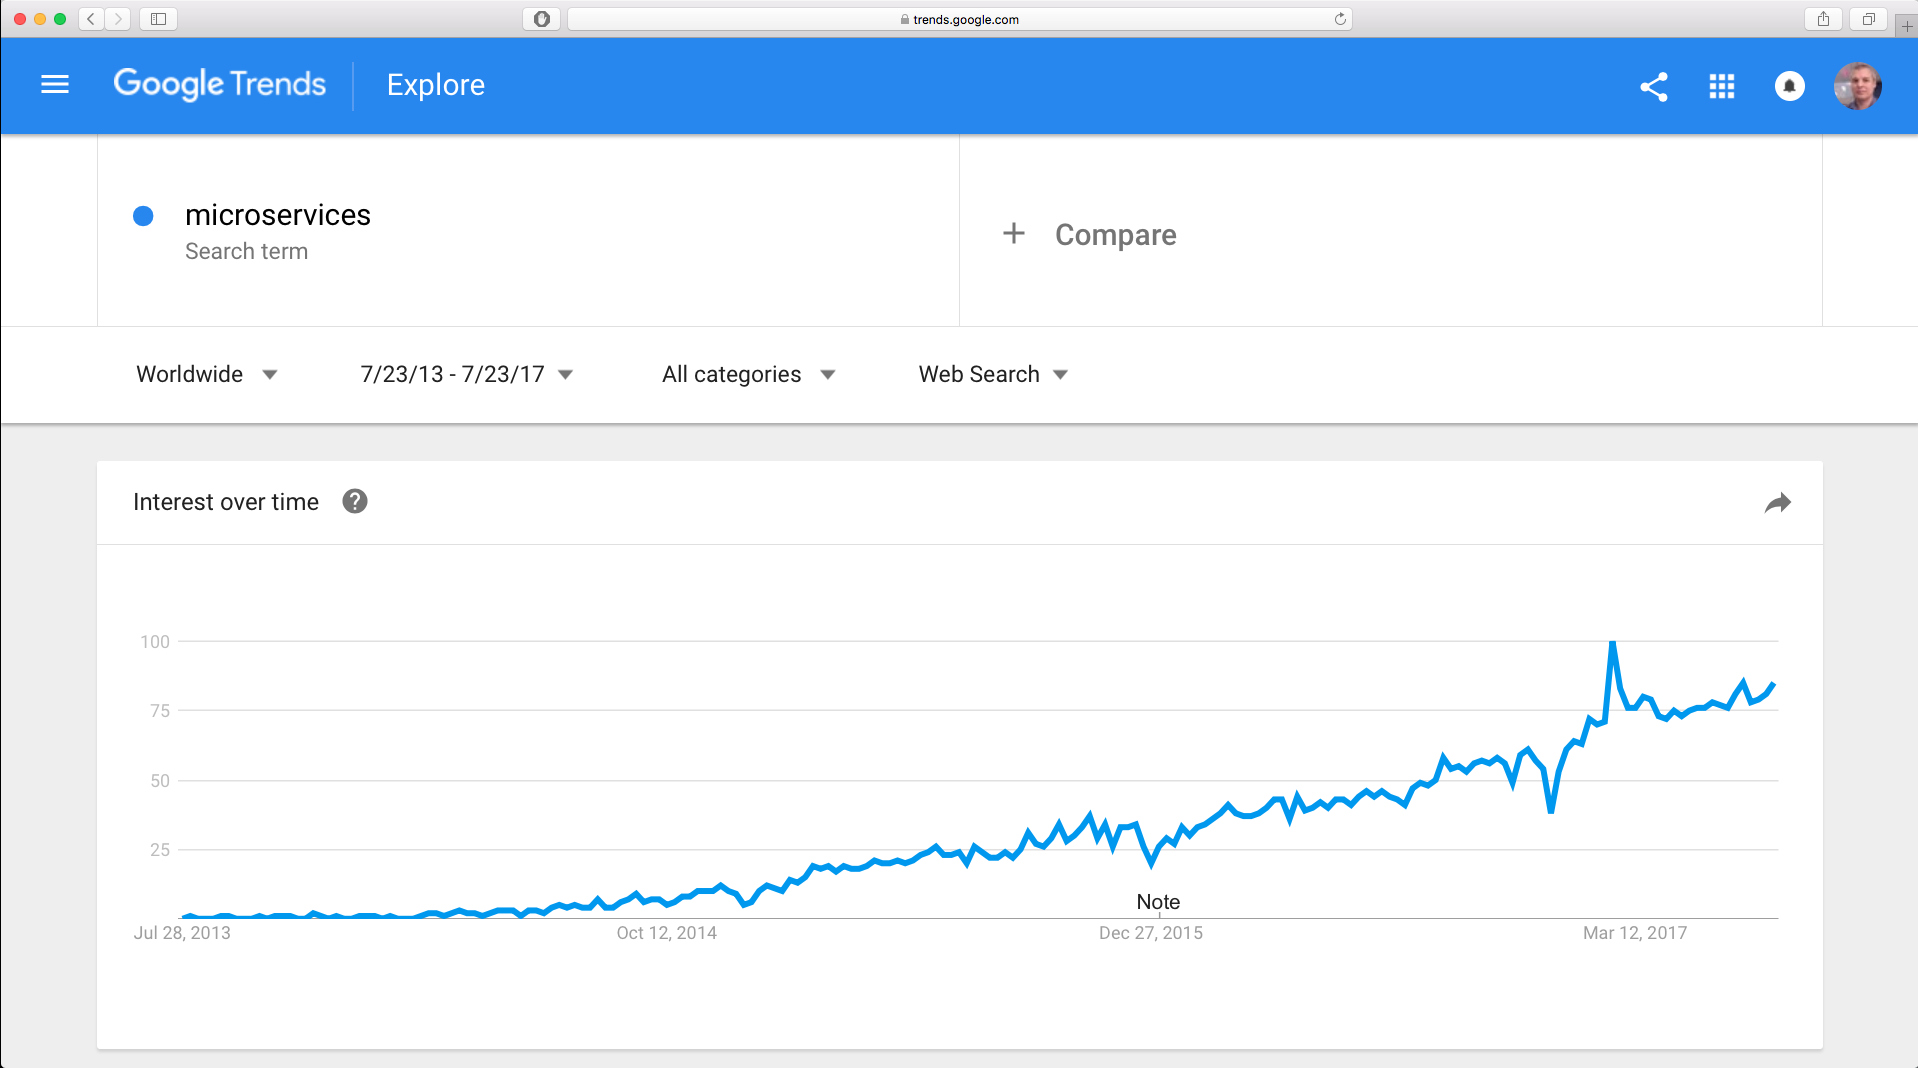 trends.google.com
Google Trends Explore
microservices
Search term
+ Compare
Worldwide 7/23/13 - 7/23/17 All categories Web Search
Interest over time ?
100
75
50
25
Note
Jul 28, 2013 Oct 12, 2014 Dec 27, 2015 Mar 12, 2017